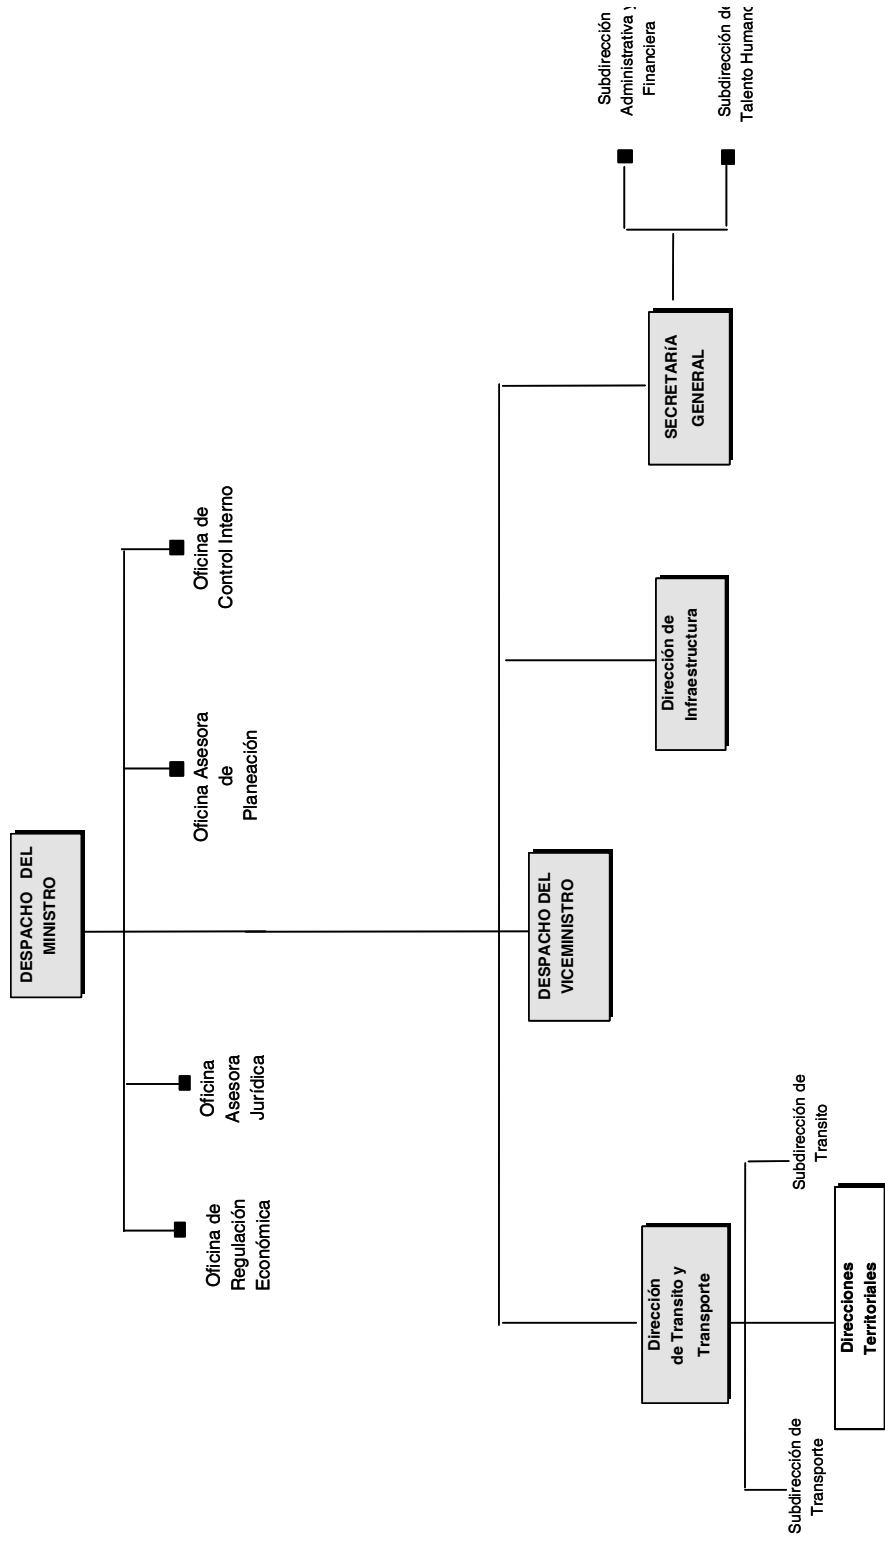 DESPACHO DEL
MINISTRO
Oficina de
Regulación
Económica
Oficina
Asesora
Jurídica
Oficina Asesora
de
Planeación
Oficina de
Control Interno
DESPACHO DEL
VICEMINISTRO
Dirección
de Transito y
Transporte
Dirección de
Infraestructura
SECRETARíA
GENERAL
Subdirección
Administrativa y
Financiera
Subdirección de
Talento Humano
Subdirección de
Transporte
Subdirección de
Transito
Direcciones
Territoriales